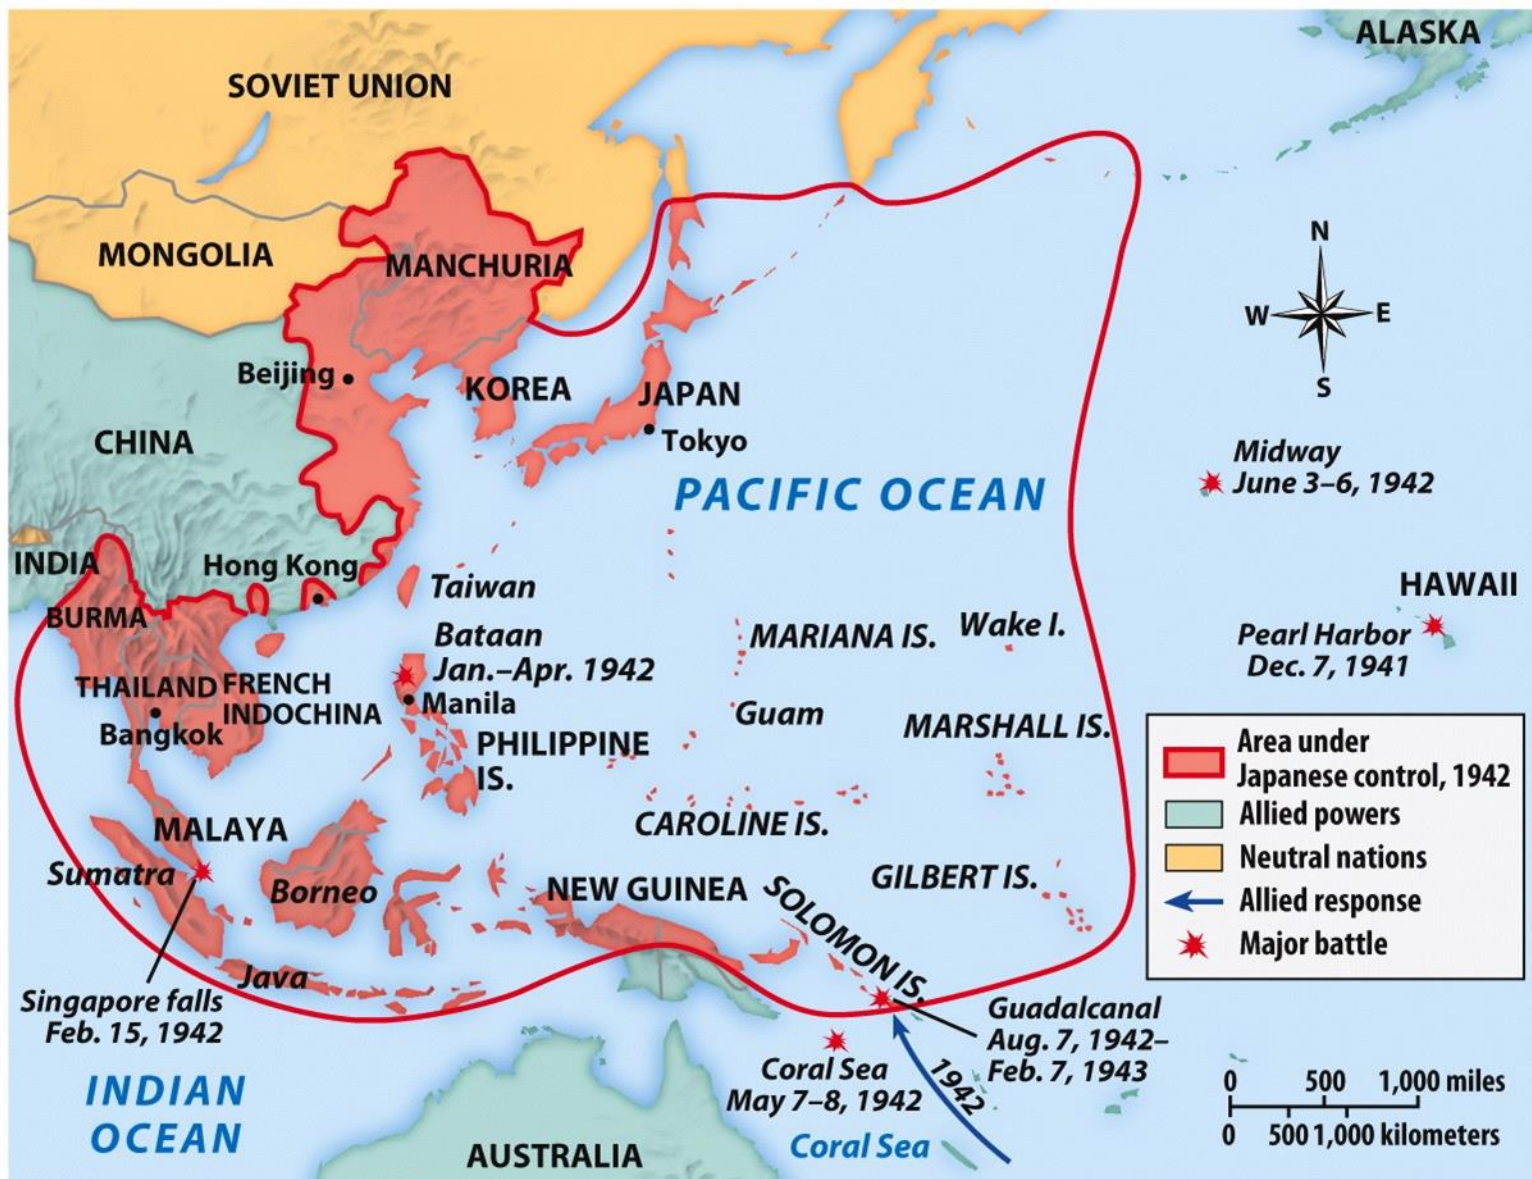 ALASKA
SOVIET UNION
MONGOLIA
MANCHURIA
N
W
E
S
Beijing
KOREA
JAPAN
Tokyo
CHINA
PACIFIC OCEAN
Midway
June 3–6, 1942
INDIA
Hong Kong
Taiwan
BURMA
HAWAII
Pearl Harbor
Dec. 7, 1941
Bataan
Jan.–Apr. 1942
Manila
MARIANA IS.
Wake I.
THAILAND
FRENCH
INDOCHINA
Bangkok
Guam
MARSHALL IS.
PHILIPPINE
IS.
CAROLINE IS.
MALAYA
Sumatra
Borneo
NEW GUINEA
SOLOMON IS.
GILBERT IS.
Java
Singapore falls
Feb. 15, 1942
Guadalcanal
Aug. 7, 1942–
Feb. 7, 1943
Coral Sea
May 7–8, 1942
1942
Coral Sea
INDIAN
OCEAN
AUSTRALIA
Area under
Japanese control, 1942
Allied powers
Neutral nations
Allied response
Major battle
0 500 1,000 miles
0 500 1,000 kilometers